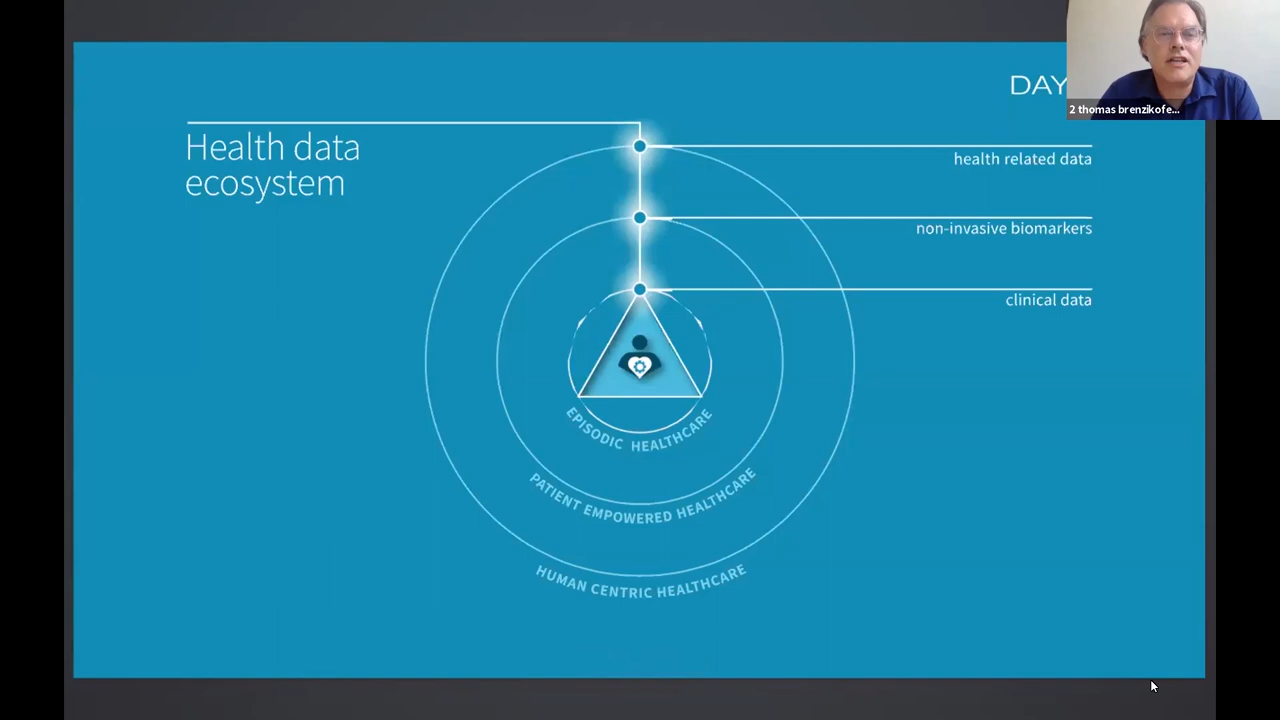 DAY
2 thomas brenzikofe...
Health data
ecosystem
health related data
non-invasive biomarkers
clinical data
EPISODIC HEALTHCARE
PATIENT EMPOWERED HEALTHCARE
HUMAN CENTRIC HEALTHCARE